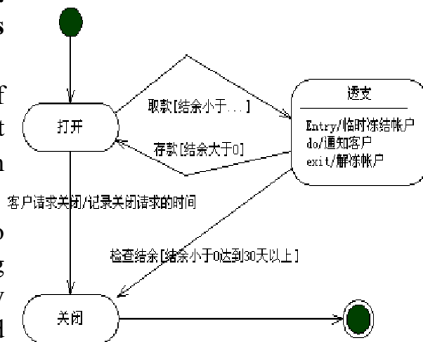 s
f
t
n
o
g
y
d
透支
取款[结余小于...]
打开
Entry/临时冻结帐户
do/通知客户
exit/解冻帐户
存款[结余大于0]
客户请求关闭/记录关闭请求的时间
检查结余[结余小于0达到30天以上]
关闭